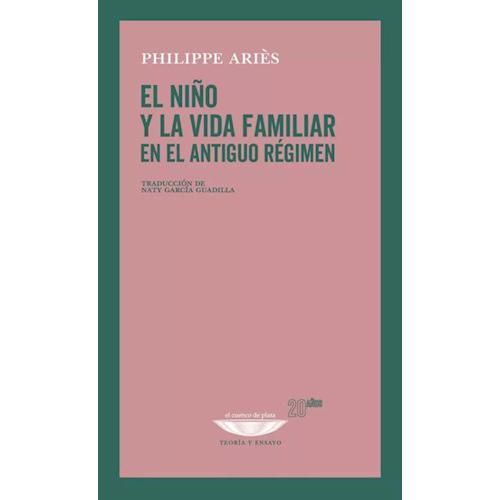 PHILIPPE ARIÈS
EL NIÑO
Y LA VIDA FAMILIAR
EN EL ANTIGUO RÉGIMEN
TRADUCCIÓN DE
NATY GARCÍA GUADILLA
el cuenco de plata
20 AÑOS
TEORÍA Y ENSAYO